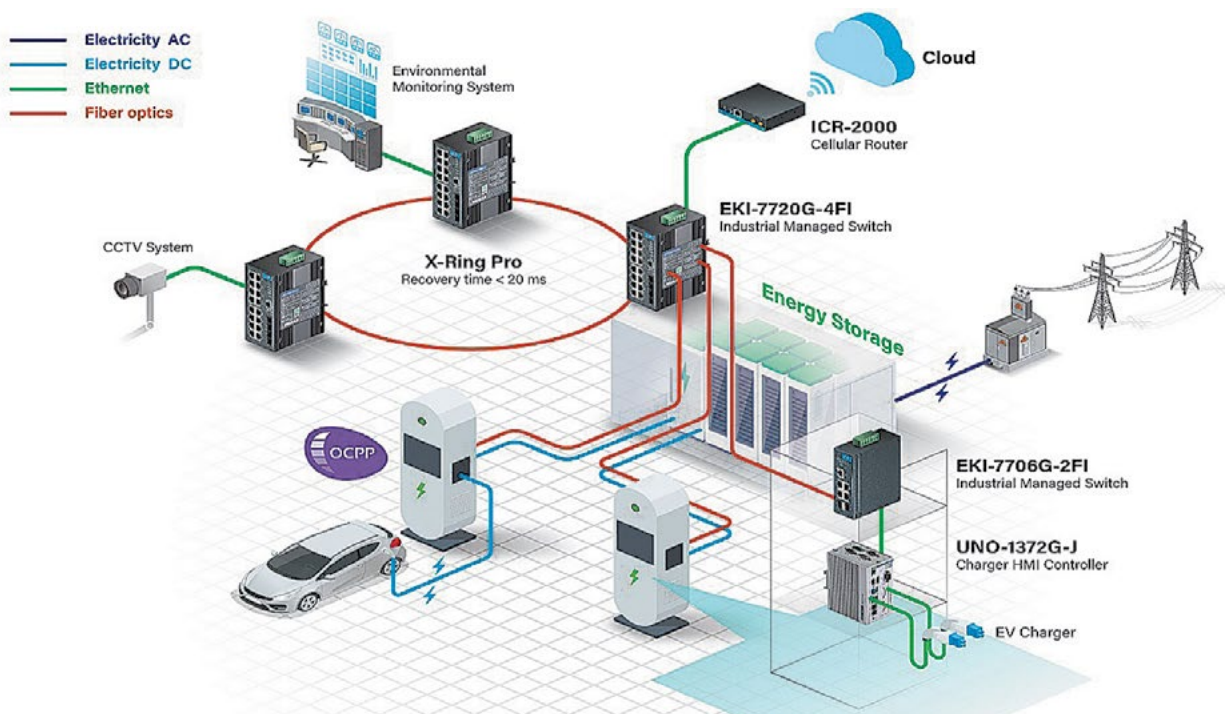 Electricity AC
Electricity DC
Ethernet
Fiber optics
Environmental
Monitoring System
Cloud
ICR-2000
Cellular Router
EKI-7720G-4FI
Industrial Managed Switch
CCTV System
X-Ring Pro
Recovery time < 20 ms
Energy Storage
OCPP
EKI-7706G-2FI
Industrial Managed Switch
UNO-1372G-J
Charger HMI Controller
EV Charger